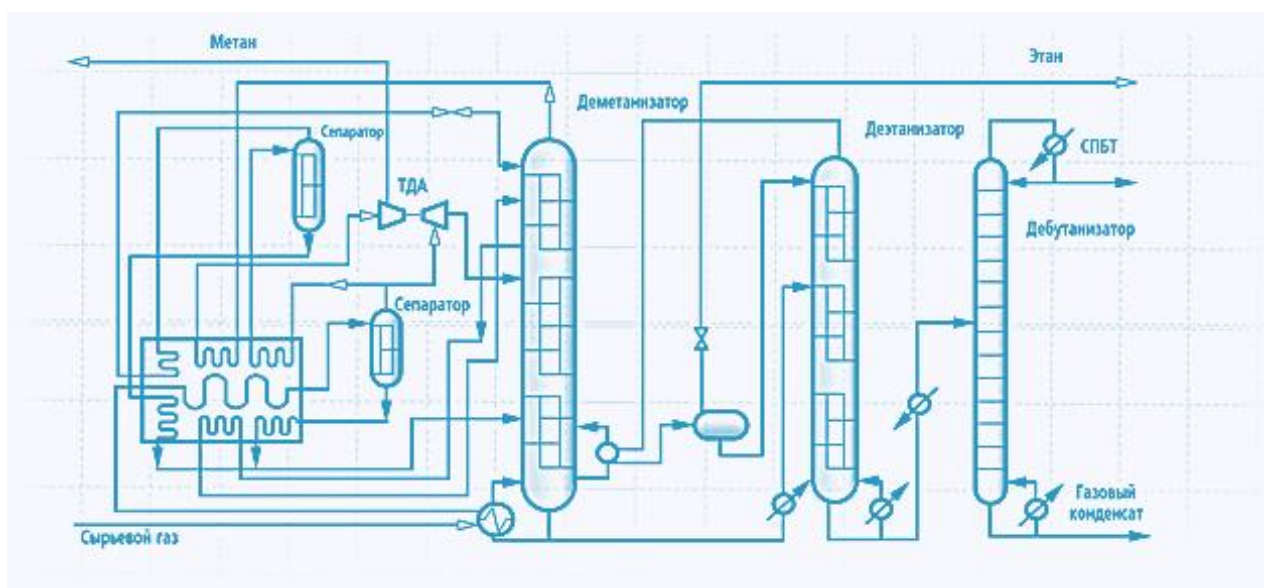 Метан
Этан
Деметанизатор
Сепаратор
Деэтанизатор
СПБТ
ТДА
Дебутанизатор
Сепаратор
Газовый
конденсат
Сырьевой газ